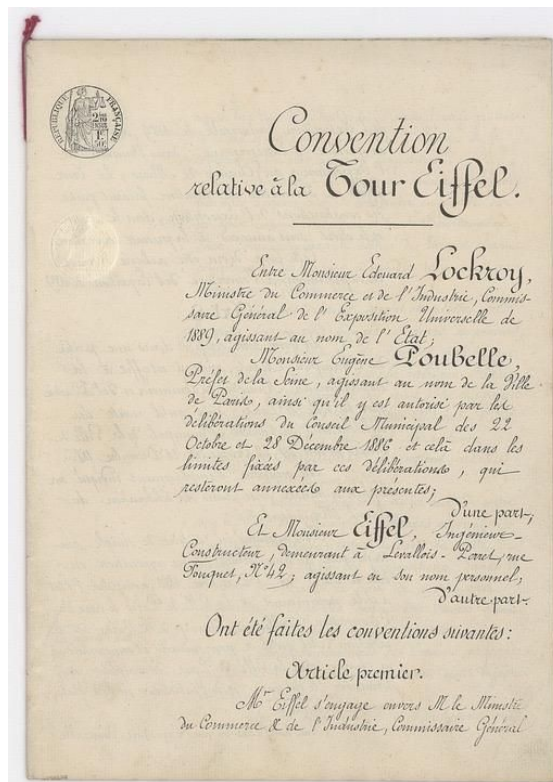 RÉPUBLIQUE FRANÇAISE
Convention
relative à la Tour Eiffel.
Entre Monsieur Edouard Lockroy,
Ministre du Commerce et de l'Industrie, Commis-
saire Général de l'Exposition Universelle de
1889, agissant au nom de l'Etat;
Monsieur Eugène Poubelle,
Préfet de la Seine, agissant au nom de la Ville
de Paris, ainsi qu'il y est autorisé par les
délibérations du Conseil Municipal des 22
Octobre et 28 Décembre 1886 et celà dans les
limites fixées par ces délibérations, qui
resteront annexées aux présentes;
D'une part;
Et Monsieur Eiffel, Ingénieur-
Constructeur, demeurant à Levallois-Perret, rue
Fouquet, N° 42; agissant en son nom personnel;
D'autre part.
Ont été faites les conventions suivantes:
Article premier.
Mr Eiffel s'engage envers M le Ministre
du Commerce & de l'Industrie, Commissaire Général